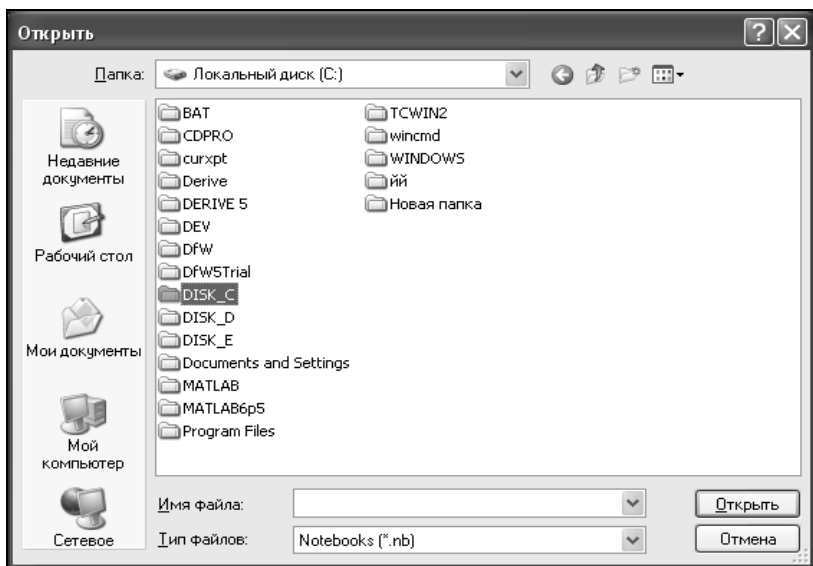 Открыть
Папка: Локальный диск (C:)
Недавние документы
Рабочий стол
Мои документы
Мой компьютер
Сетевое
BAT
CDPRO
curxpt
Derive
DERIVE 5
DEV
DfW
DfW5Trial
DISK_C
DISK_D
DISK_E
Documents and Settings
MATLAB
MATLAB6p5
Program Files
TCWIN2
wincmd
WINDOWS
йй
Новая папка
Имя файла:
Открыть
Тип файлов: Notebooks (*.nb)
Отмена